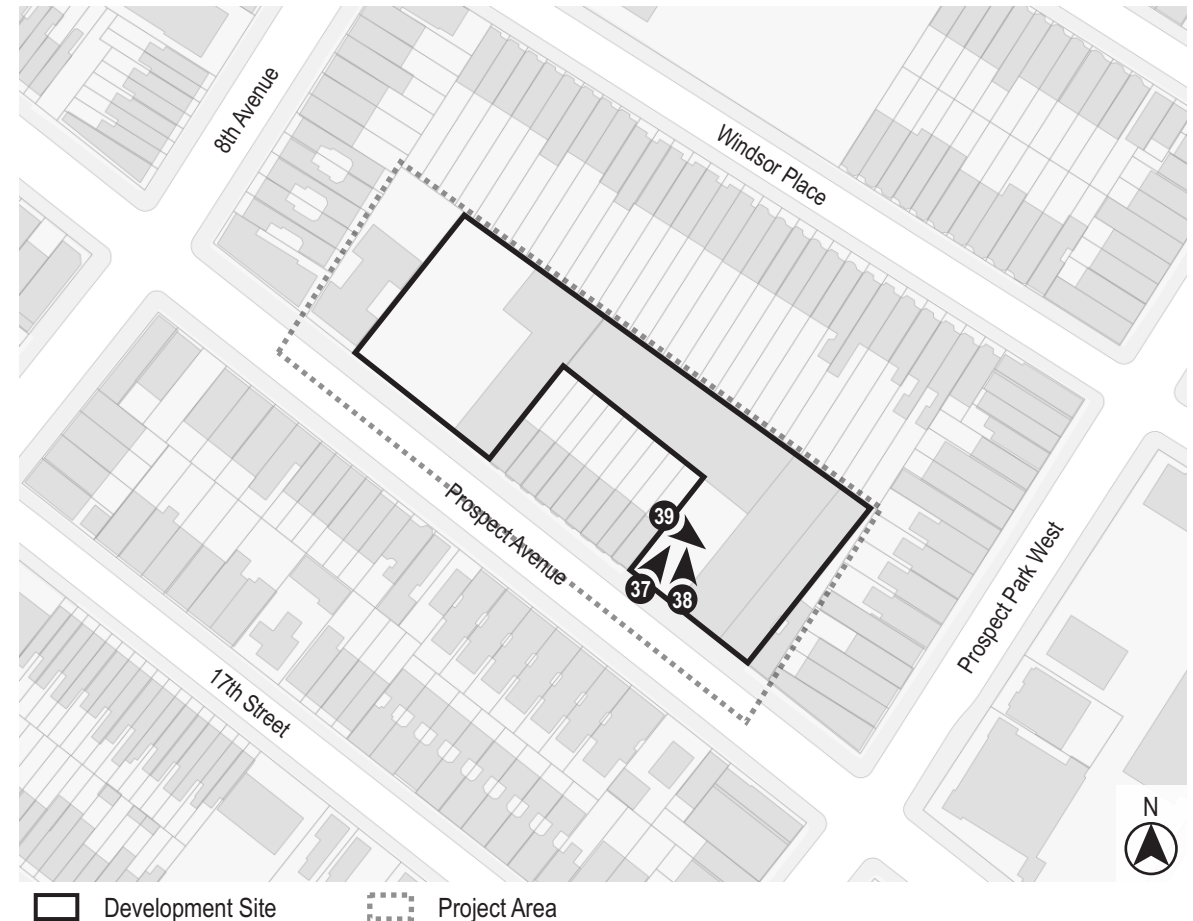 8th Avenue
Windsor Place
Prospect Avenue
39
37
38
Prospect Park West
17th Street
N
Development Site
Project Area